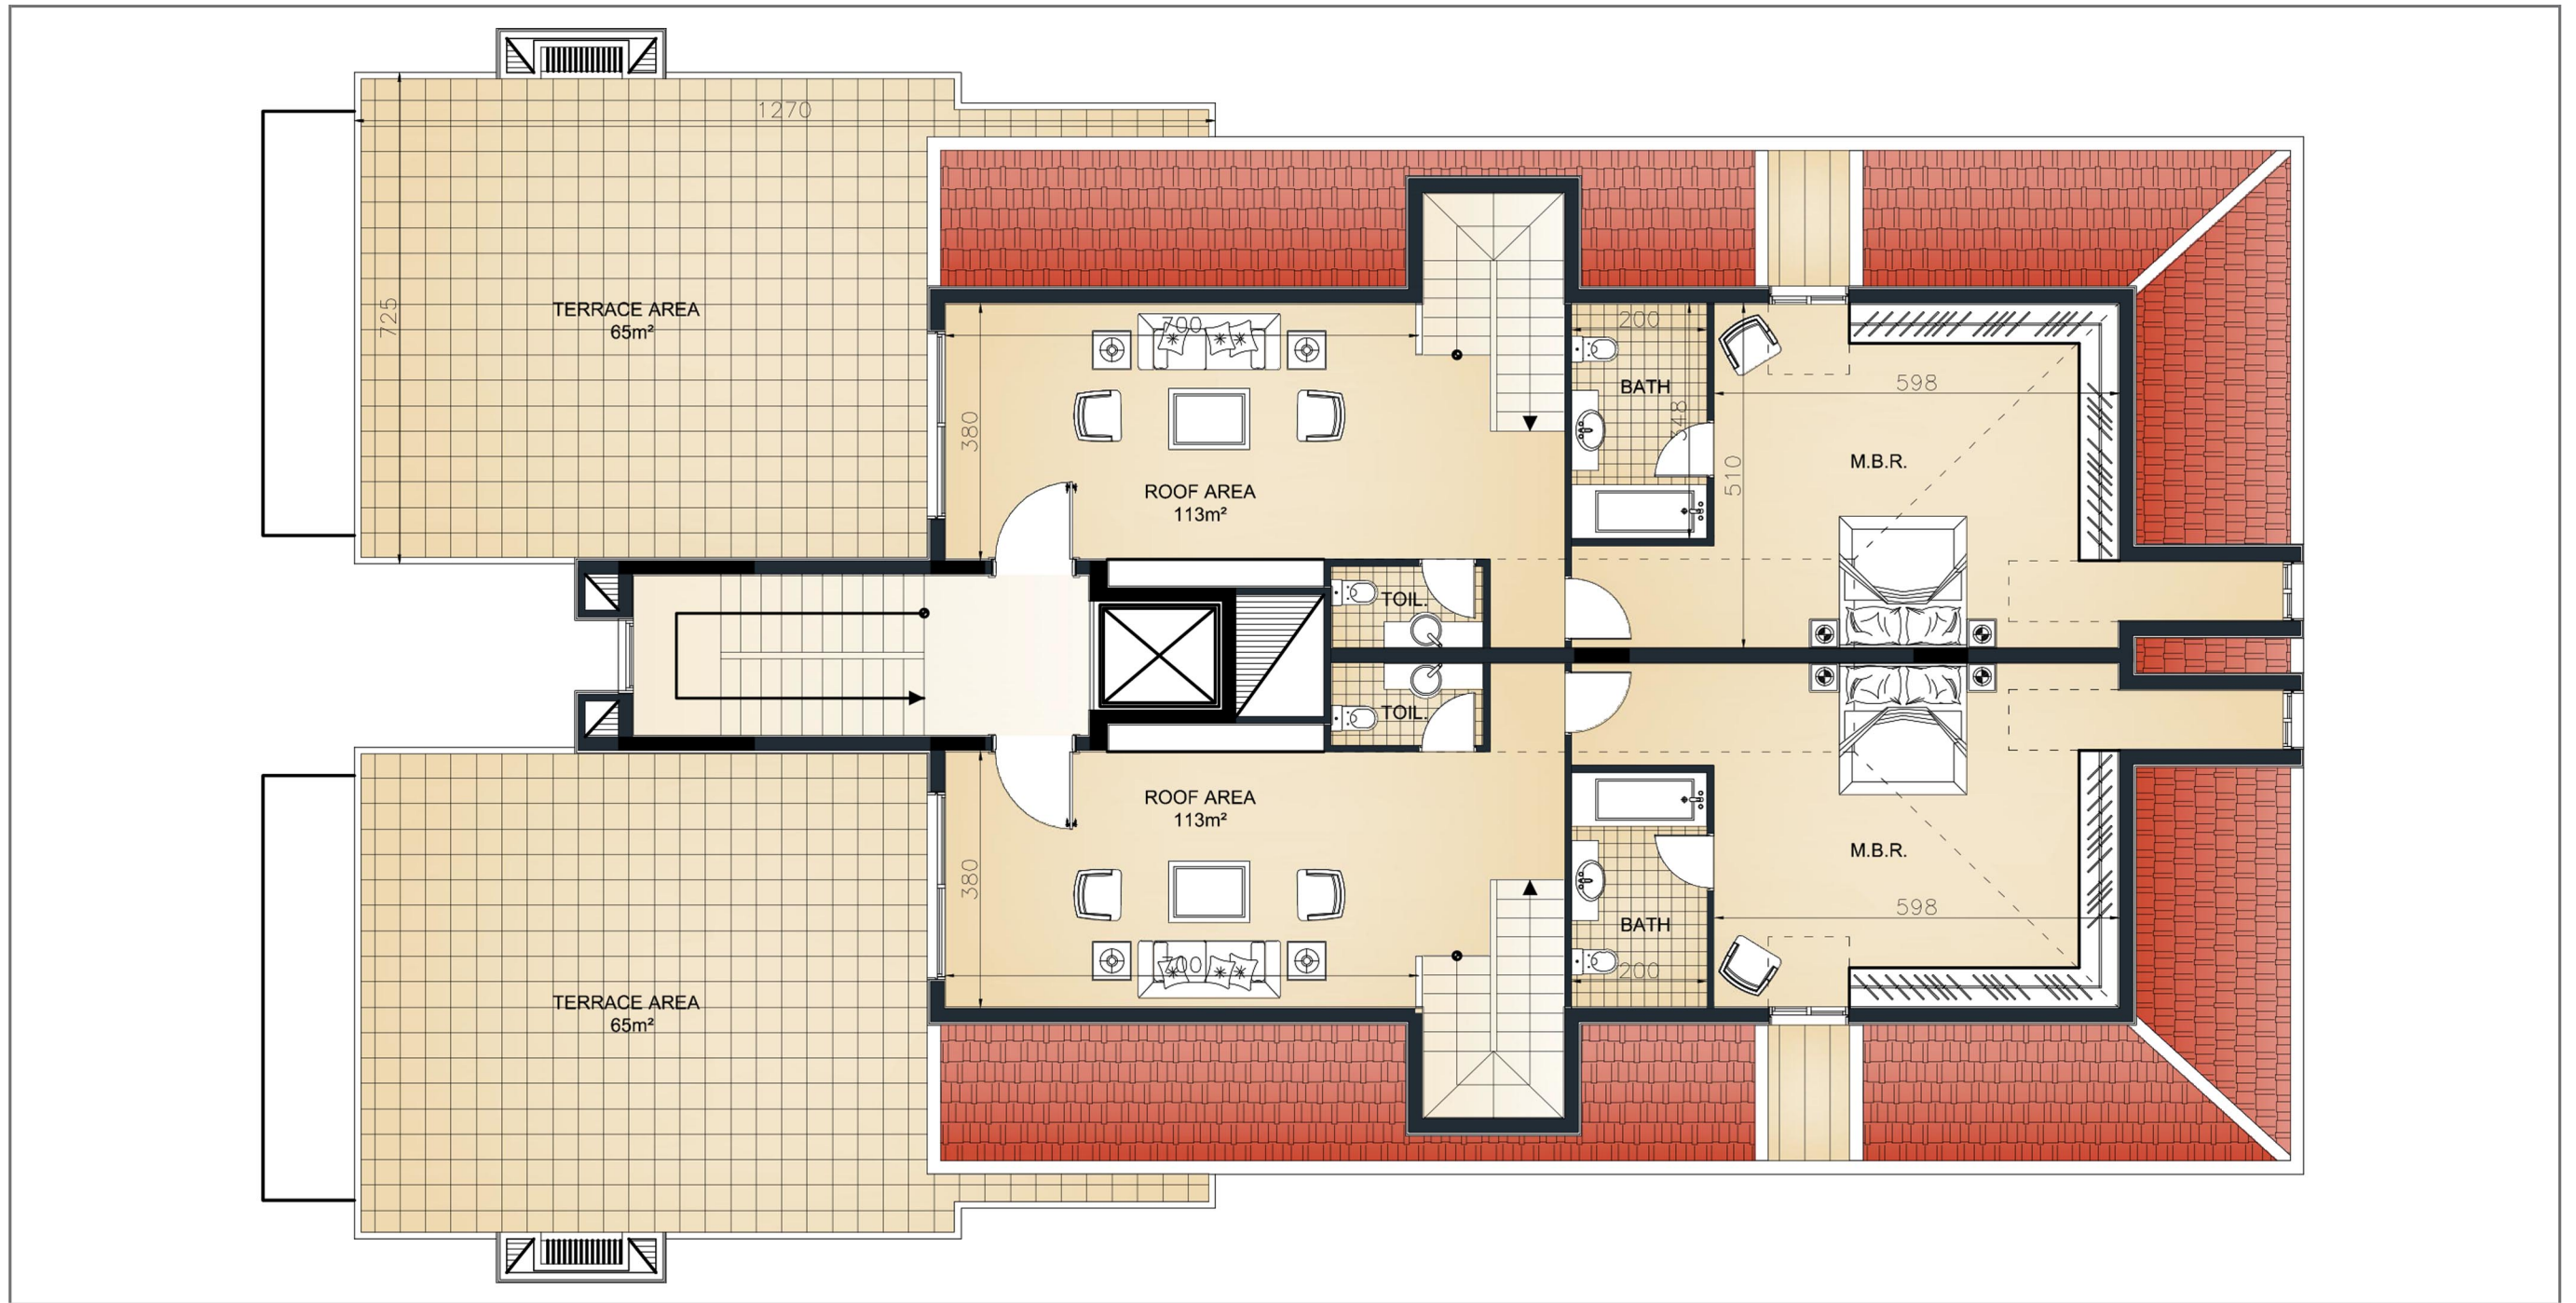 1270
725
TERRACE AREA
65m²
700
380
ROOF AREA
113m²
200
BATH
348
598
510
M.B.R.
TOIL.
TOIL.
ROOF AREA
113m²
380
700
M.B.R.
598
BATH
200
TERRACE AREA
65m²